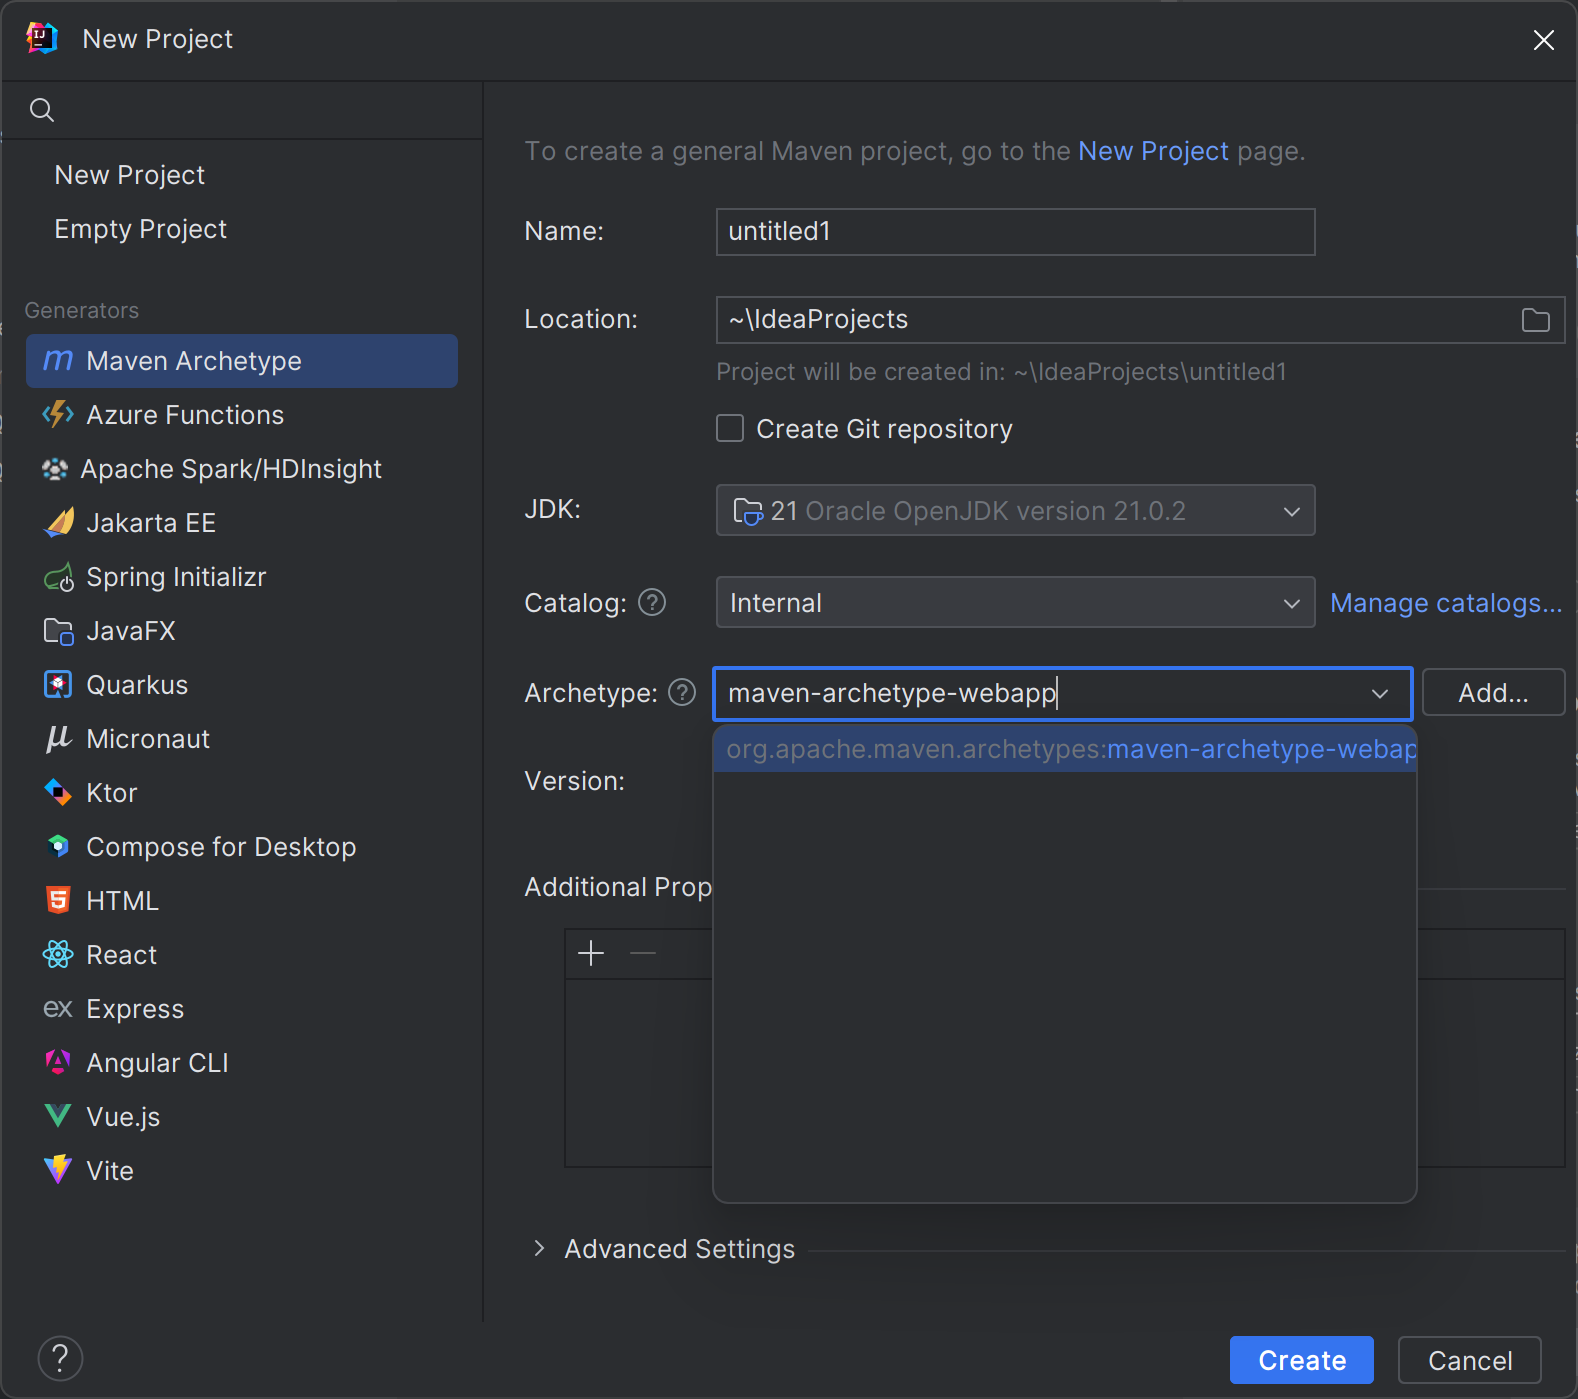 New Project
New Project
Empty Project
Generators
Maven Archetype
Azure Functions
Apache Spark/HDInsight
Jakarta EE
Spring Initializr
JavaFX
Quarkus
Micronaut
Ktor
Compose for Desktop
HTML
React
ex Express
Angular CLI
Vue.js
Vite
To create a general Maven project, go to the New Project page.
Name: untitled1
Location: ~\IdeaProjects
Project will be created in: ~\IdeaProjects\untitled1
Create Git repository
JDK: 21 Oracle OpenJDK version 21.0.2
Catalog: ? Internal Manage catalogs...
Archetype: ? maven-archetype-webapp Add...
org.apache.maven.archetypes:maven-archetype-webap
Version:
Additional Prop
Advanced Settings
? Create Cancel